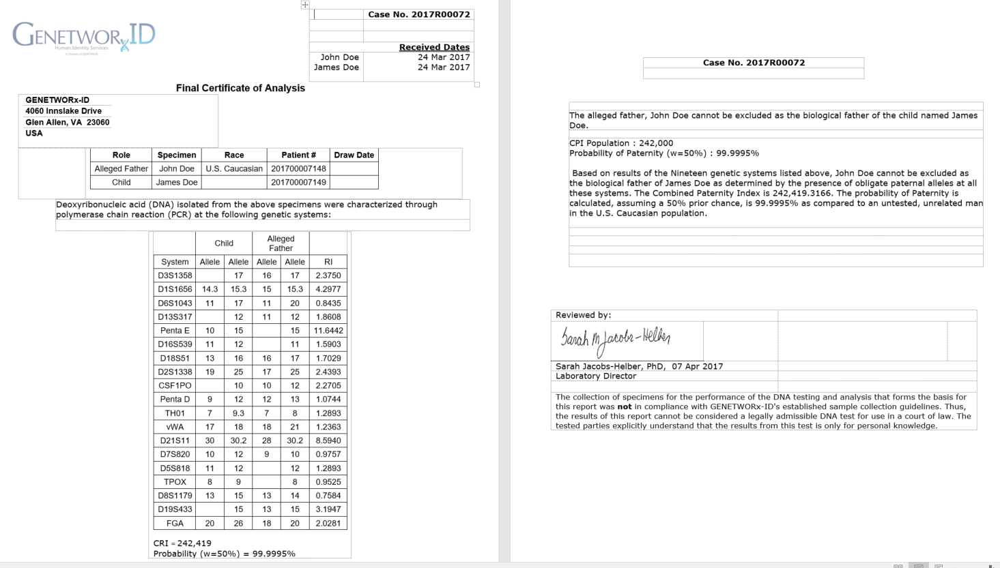 GENETWORxID
Human Identity Services
A Division of GENETWORx
Case No. 2017R00072
Received Dates
John Doe 24 Mar 2017
James Doe 24 Mar 2017
Final Certificate of Analysis
GENETWORx-ID
4060 Innslake Drive
Glen Allen, VA 23060
USA
Role Specimen Race Patient # Draw Date
Alleged Father John Doe U.S. Caucasian 201700007148
Child James Doe 201700007149
Deoxyribonucleic acid (DNA) isolated from the above specimens were characterized through
polymerase chain reaction (PCR) at the following genetic systems:
Child Alleged
Father
System Allele Allele Allele Allele RI
D3S1358 17 16 17 2.3750
D1S1656 14.3 15.3 15 15.3 4.2977
D6S1043 11 17 11 20 0.8435
D13S317 12 11 12 1.8608
Penta E 10 15 15 11.6442
D16S539 11 12 11 1.5903
D18S51 13 16 16 17 1.7029
D2S1338 19 25 17 25 2.4393
CSF1PO 10 10 12 2.2705
Penta D 9 12 12 13 1.0744
TH01 7 9.3 7 8 1.2893
vWA 17 18 18 21 1.2363
D21S11 30 30.2 28 30.2 8.5940
D7S820 10 12 9 10 0.9757
D5S818 11 12 12 1.2893
TPOX 8 9 8 0.9525
D8S1179 13 15 13 14 0.7584
D19S433 15 13 15 3.1947
FGA 20 26 18 20 2.0281
CRI = 242,419
Probability (w=50%) = 99.9995%
Case No. 2017R00072
The alleged father, John Doe cannot be excluded as the biological father of the child named James
Doe.
CPI Population : 242,000
Probability of Paternity (w=50%) : 99.9995%
Based on results of the Nineteen genetic systems listed above, John Doe cannot be excluded as
the biological father of James Doe as determined by the presence of obligate paternal alleles at all
these systems. The Combined Paternity Index is 242,419.3166. The probability of Paternity is
calculated, assuming a 50% prior chance, is 99.9995% as compared to an untested, unrelated man
in the U.S. Caucasian population.
Reviewed by:
Sarah M Jacobs-Helber
Sarah Jacobs-Helber, PhD, 07 Apr 2017
Laboratory Director
The collection of specimens for the performance of the DNA testing and analysis that forms the basis for
this report was not in compliance with GENETWORx-ID's established sample collection guidelines. Thus,
the results of this report cannot be considered a legally admissible DNA test for use in a court of law. The
tested parties explicitly understand that the results from this test is only for personal knowledge.